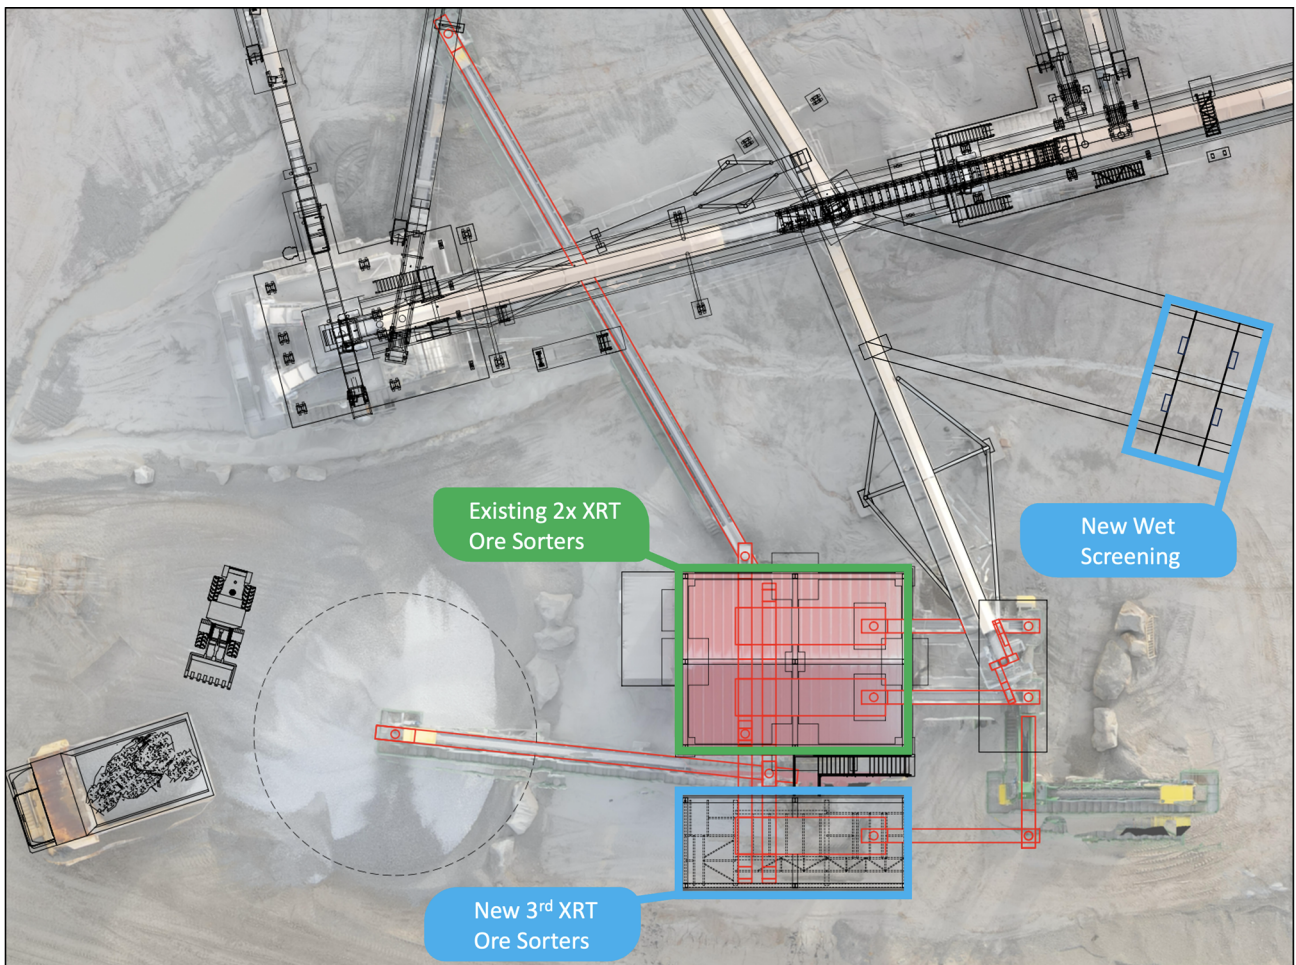 Existing 2x XRT
Ore Sorters
New Wet
Screening
New 3rd XRT
Ore Sorters